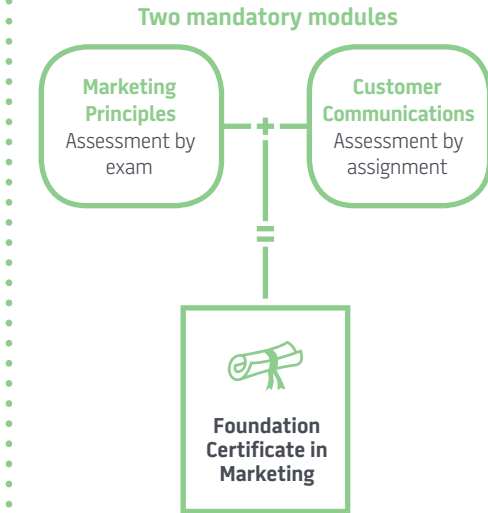 Two mandatory modules
Marketing
Principles
Assessment by
exam
+
Customer
Communications
Assessment by
assignment
=
Foundation
Certificate in
Marketing